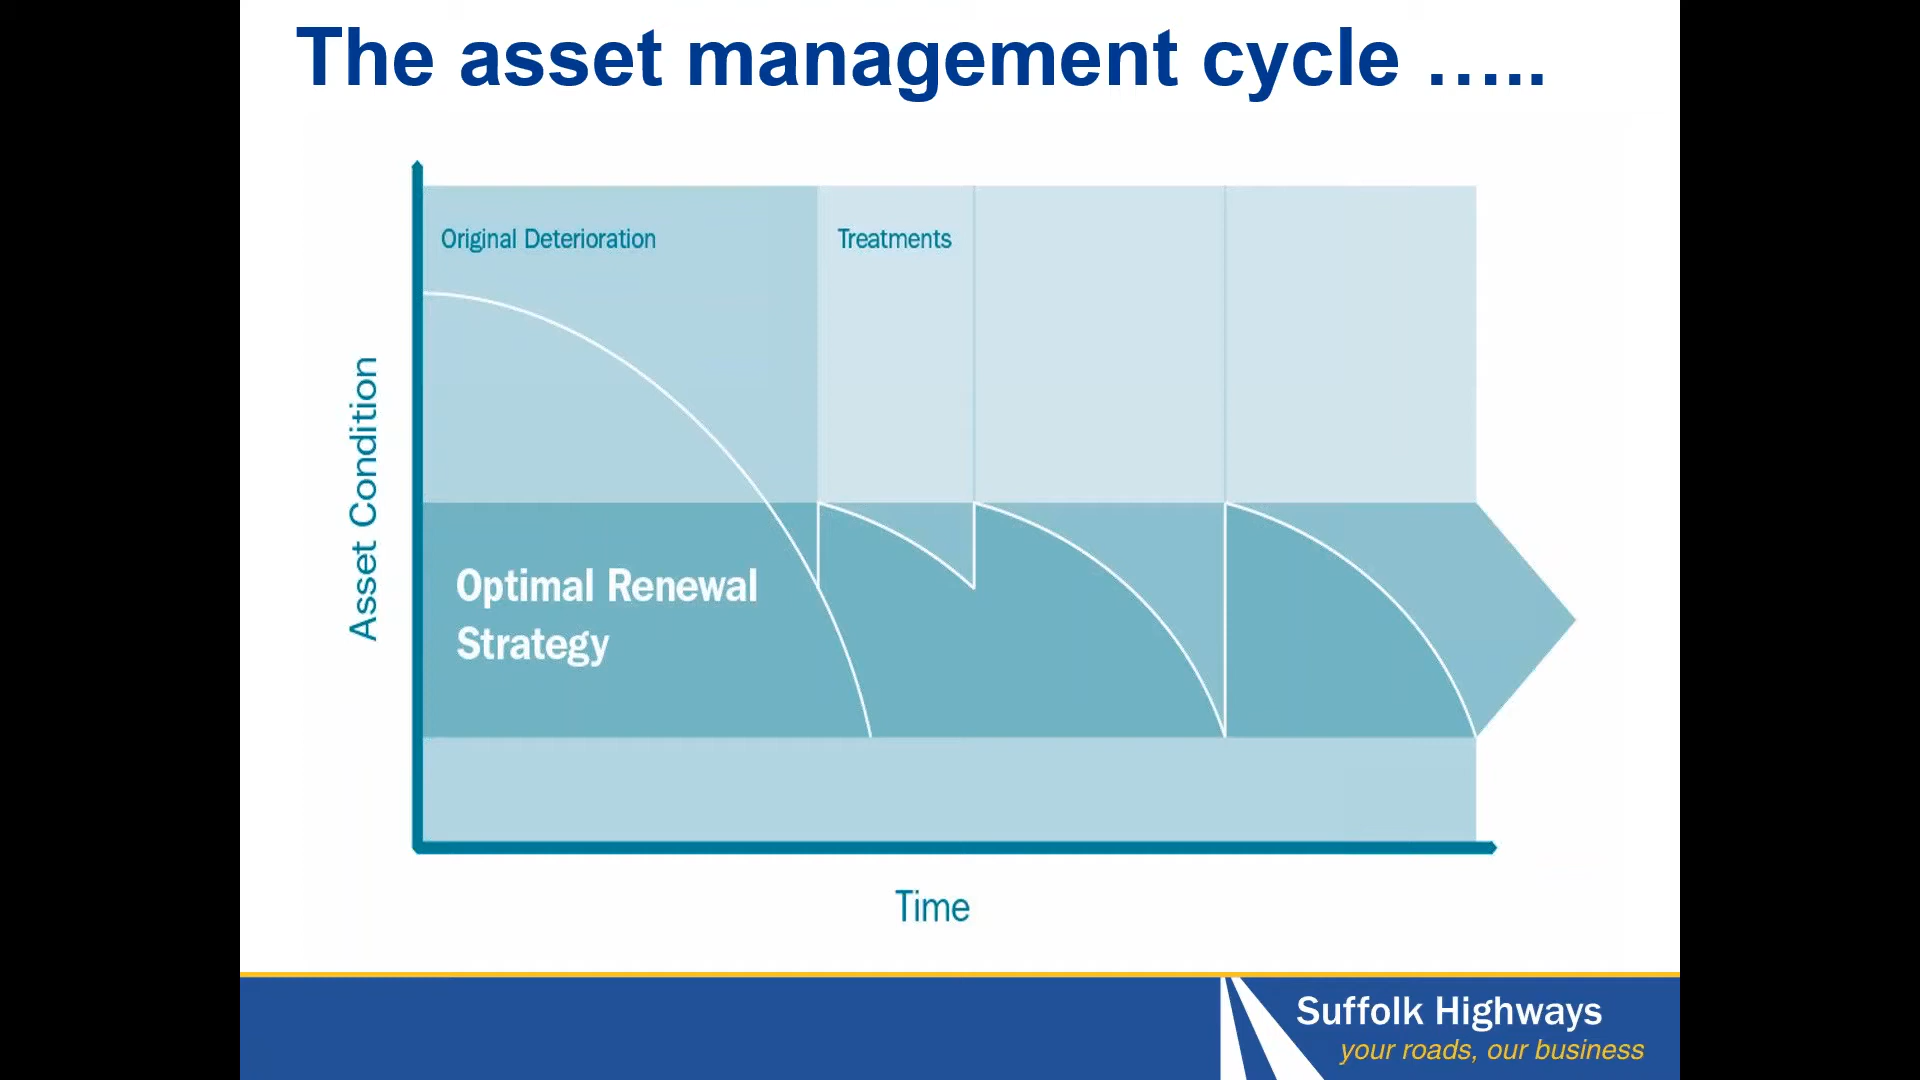 The asset management cycle …..
Original Deterioration
Treatments
Asset Condition
Optimal Renewal
Strategy
Time
Suffolk Highways
your roads, our business